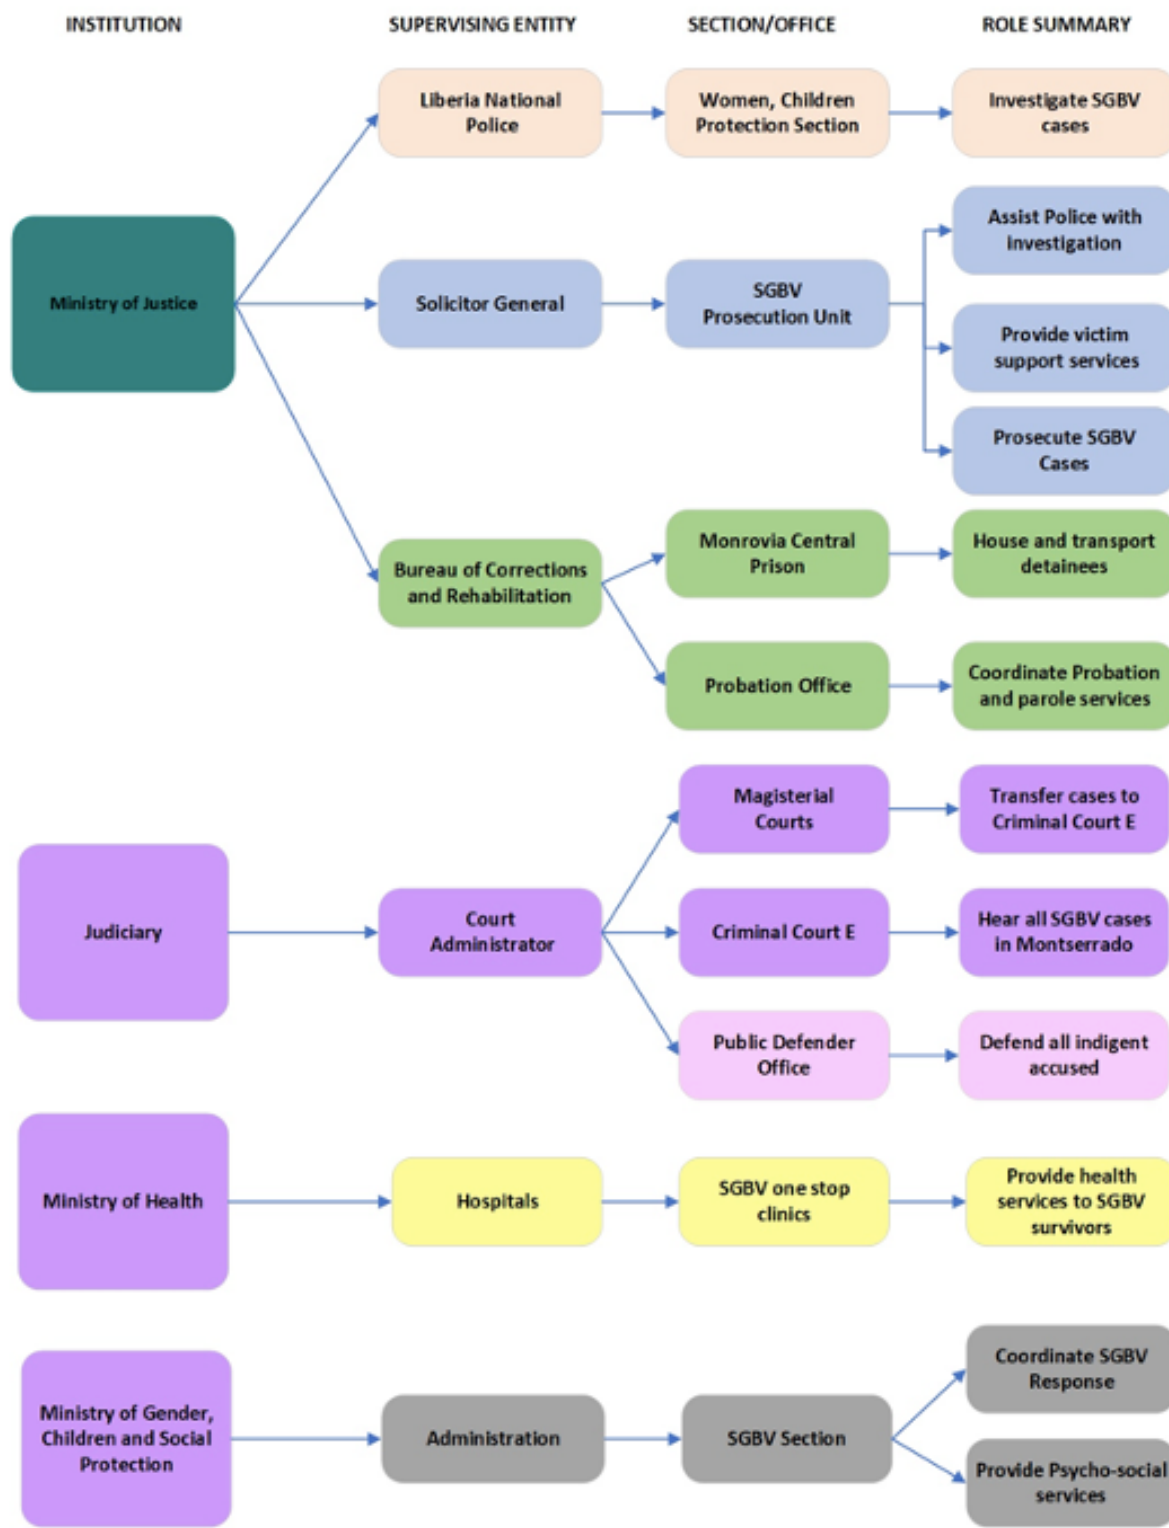 INSTITUTION
SUPERVISING ENTITY
SECTION/OFFICE
ROLE SUMMARY
Liberia National
Police
Women, Children
Protection Section
Investigate SGBV
cases
Ministry of Justice
Solicitor General
SGBV
Prosecution Unit
Assist Police with
investigation
Provide victim
support services
Prosecute SGBV
Cases
Bureau of Corrections
and Rehabilitation
Monrovia Central
Prison
House and transport
detainees
Probation Office
Coordinate Probation
and parole services
Judiciary
Court
Administrator
Magisterial
Courts
Transfer cases to
Criminal Court E
Criminal Court E
Hear all SGBV cases
in Montserrado
Public Defender
Office
Defend all indigent
accused
Ministry of Health
Hospitals
SGBV one stop
clinics
Provide health
services to SGBV
survivors
Ministry of Gender,
Children and Social
Protection
Administration
SGBV Section
Coordinate SGBV
Response
Provide Psycho-social
services